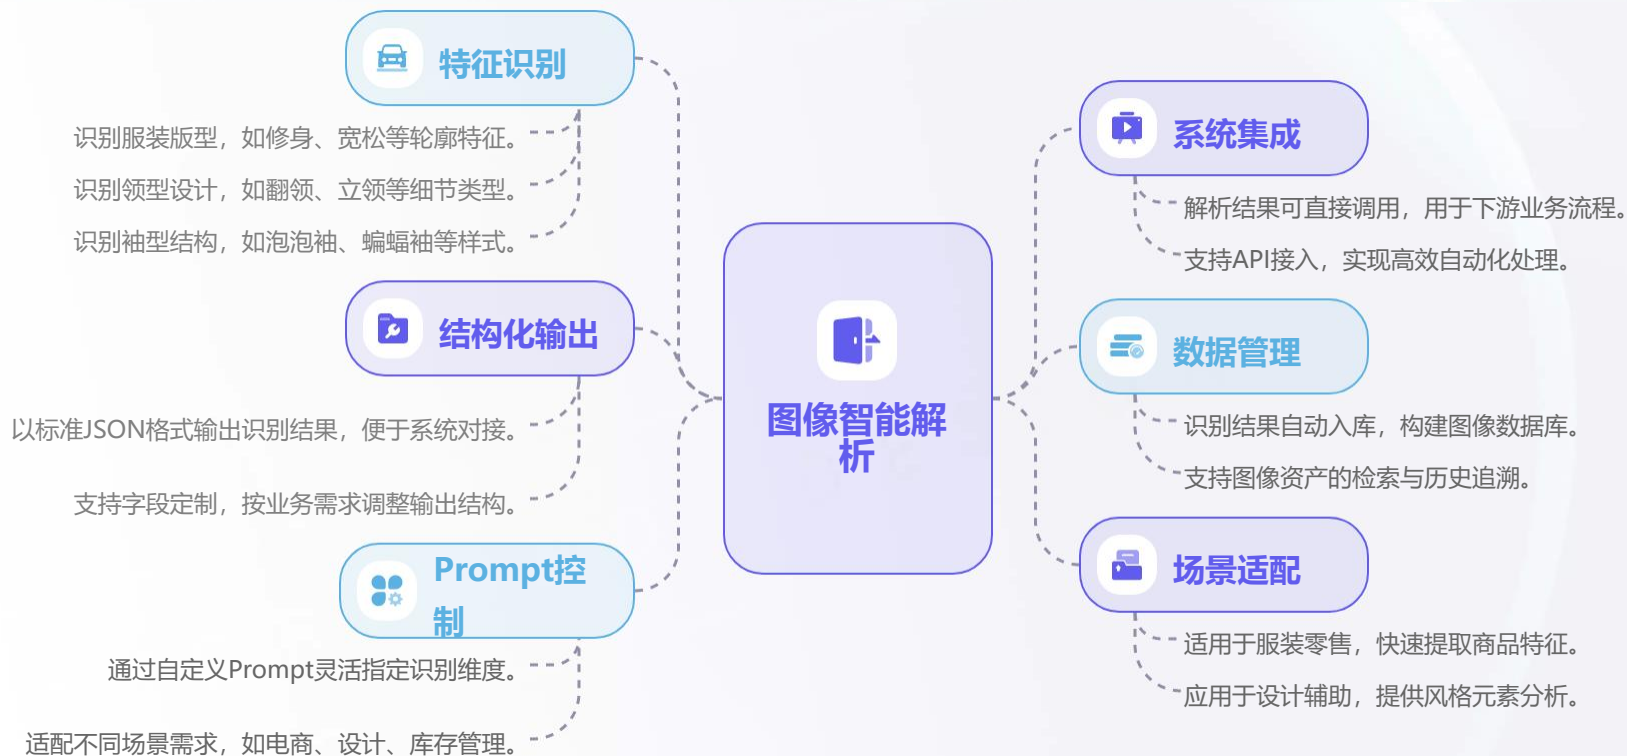 特征识别
识别服装版型，如修身、宽松等轮廓特征。
识别领型设计，如翻领、立领等细节类型。
识别袖型结构，如泡泡袖、蝙蝠袖等样式。
结构化输出
以标准JSON格式输出识别结果，便于系统对接。
支持字段定制，按业务需求调整输出结构。
Prompt控
制
通过自定义Prompt灵活指定识别维度。
适配不同场景需求，如电商、设计、库存管理。
图像智能解
析
系统集成
解析结果可直接调用，用于下游业务流程。
支持API接入，实现高效自动化处理。
数据管理
识别结果自动入库，构建图像数据库。
支持图像资产的检索与历史追溯。
场景适配
适用于服装零售，快速提取商品特征。
应用于设计辅助，提供风格元素分析。